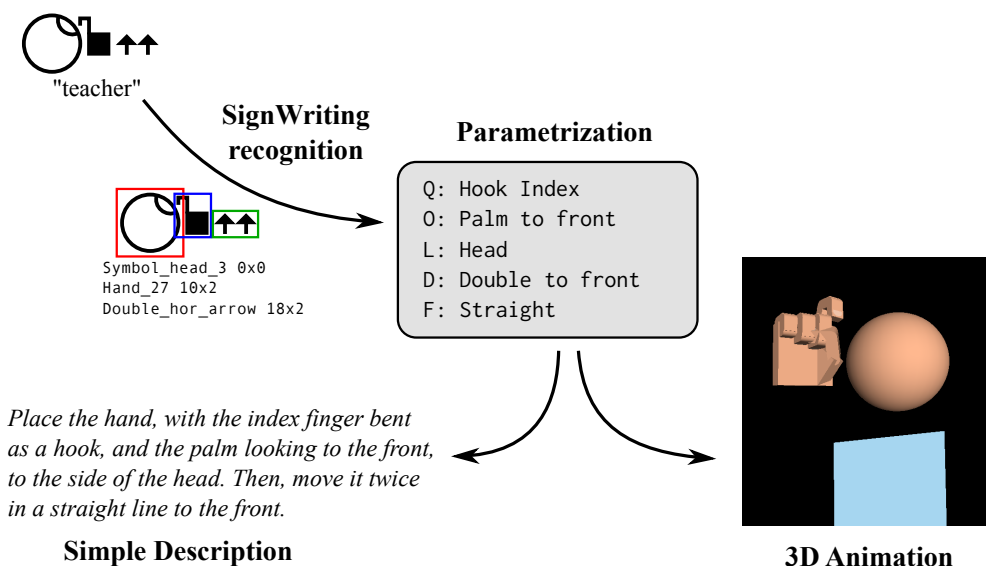 "teacher"
SignWriting
recognition
Symbol_head_3 0x0
Hand_27 10x2
Double_hor_arrow 18x2
Parametrization
Q: Hook Index
O: Palm to front
L: Head
D: Double to front
F: Straight
Place the hand, with the index finger bent
as a hook, and the palm looking to the front,
to the side of the head. Then, move it twice
in a straight line to the front.
Simple Description
3D Animation